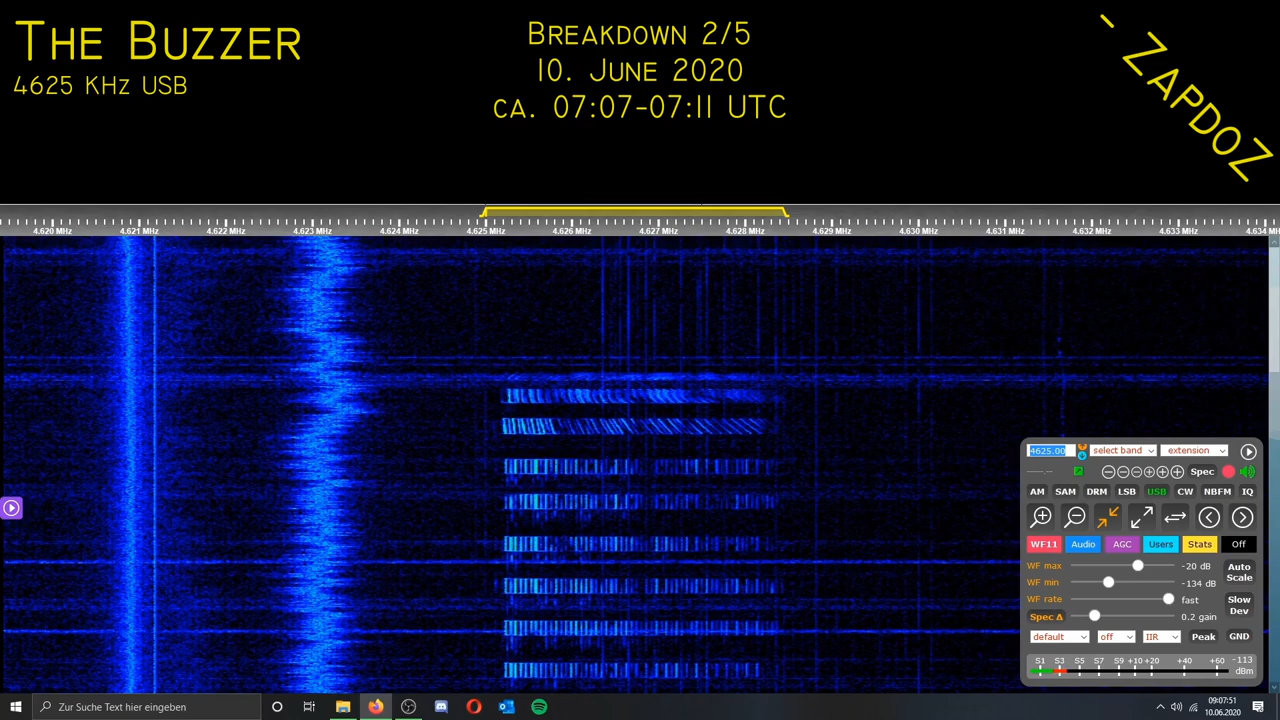 THE BUZZER
4625 KHZ USB
BREAKDOWN 2/5
10. JUNE 2020
CA. 07:07-07:11 UTC
- ZAPDOZ
4.620 MHz 4.621 MHz 4.622 MHz 4.623 MHz 4.624 MHz 4.625 MHz 4.626 MHz 4.627 MHz 4.628 MHz 4.629 MHz 4.630 MHz 4.631 MHz 4.632 MHz 4.633 MHz 4.634 MH
4625.00 select band extension
Spec
AM SAM DRM LSB USB CW NBFM IQ
WF11 Audio AGC Users Stats Off
WF max -20 dB Auto Scale
WF min -134 dB
WF rate fast Slow Dev
Spec Δ 0.2 gain
default off IIR Peak GND
S1 S3 S5 S7 S9 +10 +20 +40 +60 -113 dBm
Zur Suche Text hier eingeben
09:07:51
10.06.2020